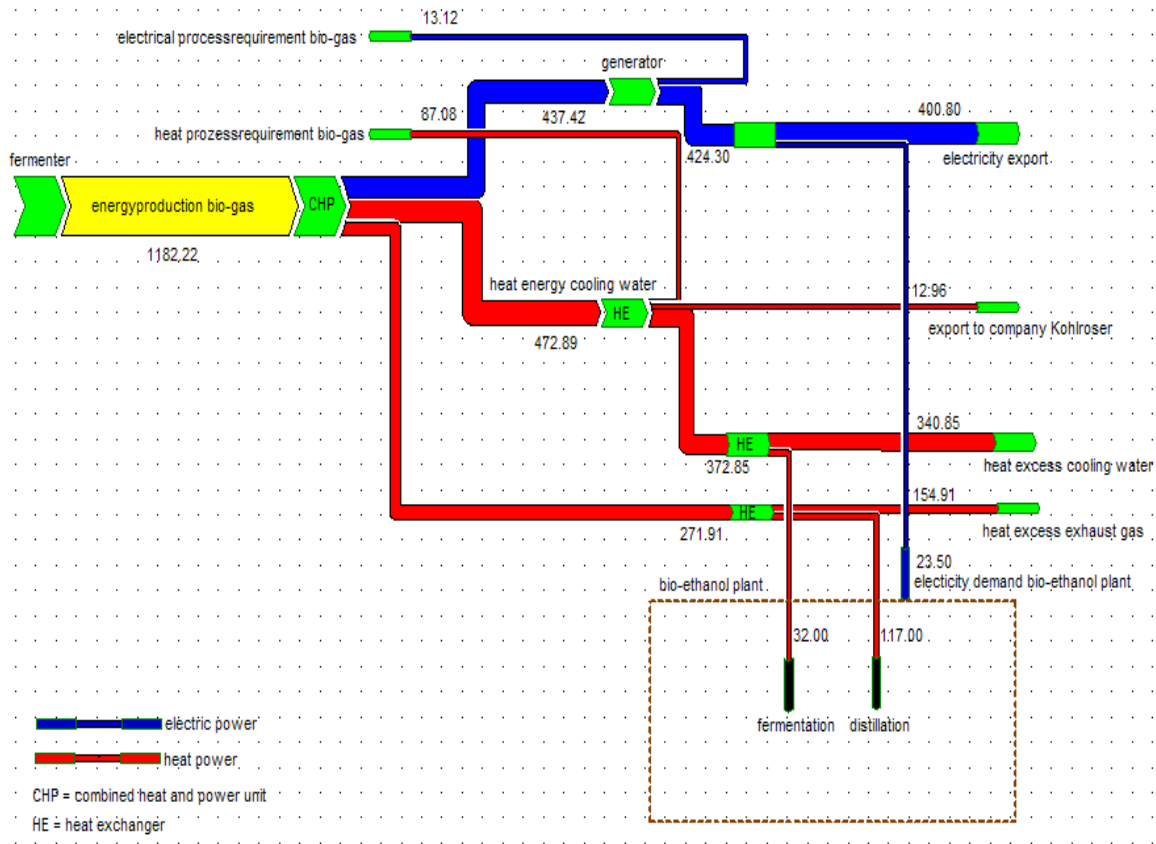 13.12
electrical processrequirement bio-gas
generator
87.08
437.42
400.80
heat prozessrequirement bio-gas
424.30
electricity export
fermenter
energyproduction bio-gas
CHP
1182.22
heat energy cooling water
12.96
HE
export to company Kohlroser
472.89
340.85
HE
372.85
heat excess cooling water
154.91
HE
271.91
heat excess exhaust gas
23.50
bio-ethanol plant
electicity demand bio-ethanol plant
32.00
117.00
electric power
fermentation
distillation
heat power
CHP = combined heat and power unit
HE = heat exchanger